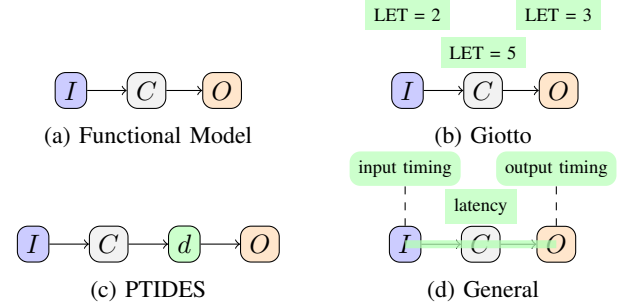 LET = 2
LET = 3
LET = 5
I C O
I C O
(a) Functional Model
(b) Giotto
input timing
output timing
latency
I C d O
I C O
(c) PTIDES
(d) General